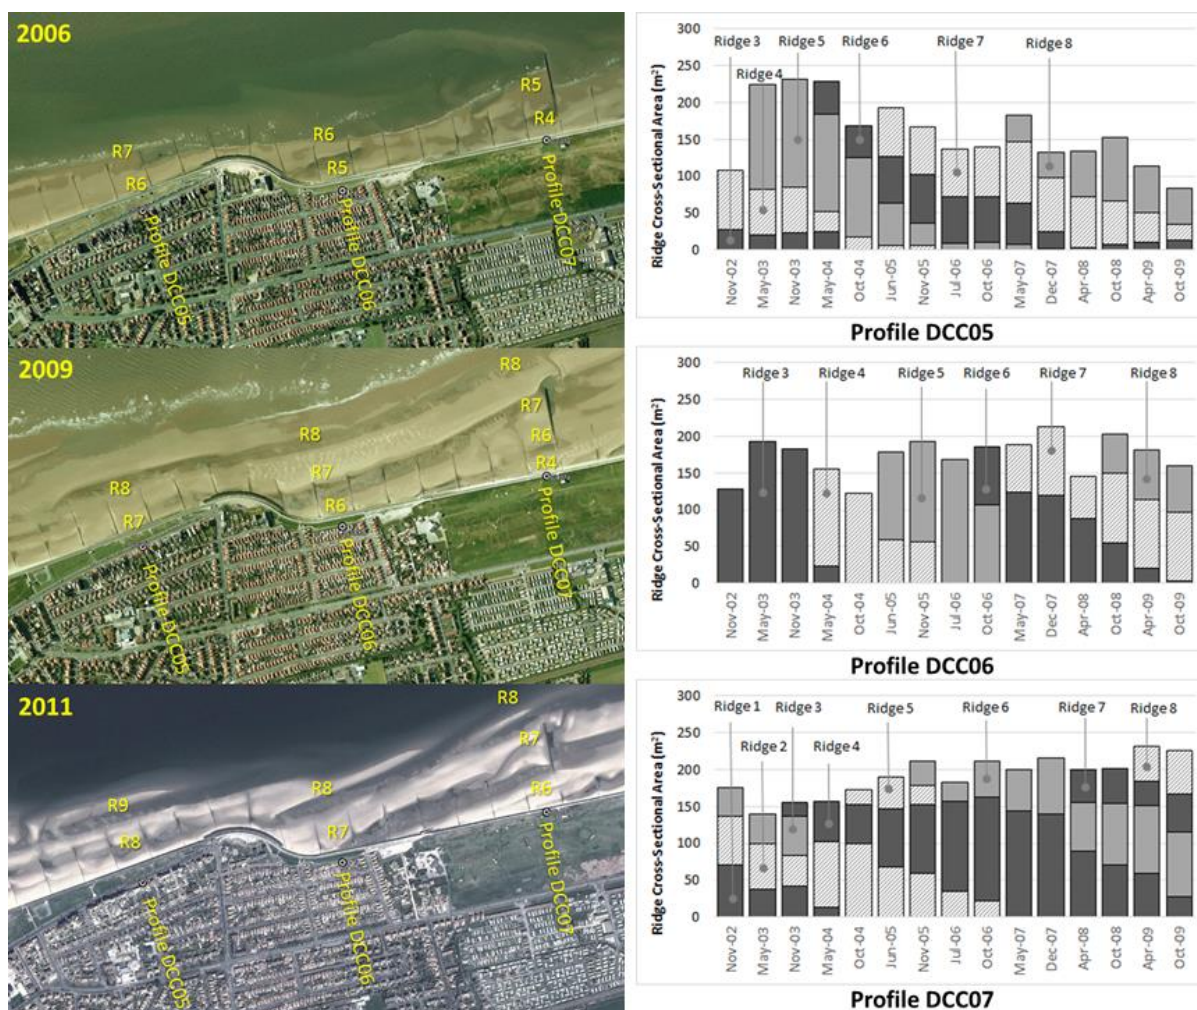 2006
R5
R4
R6
R5
R7
R6
Profile DCC05
Profile DCC06
Profile DCC07
2009
R8
R7
R6
R4
R8
R7
R6
R8
R7
Profile DCC05
Profile DCC06
Profile DCC07
2011
R8
R7
R6
R8
R7
R9
R8
Profile DCC05
Profile DCC06
Profile DCC07
Ridge Cross-Sectional Area (m²)
300
250
200
150
100
50
0
Ridge 3
Ridge 4
Ridge 5
Ridge 6
Ridge 7
Ridge 8
Nov-02
May-03
Nov-03
May-04
Oct-04
Jun-05
Nov-05
Jul-06
Oct-06
May-07
Dec-07
Apr-08
Oct-08
Apr-09
Oct-09
Profile DCC05
Ridge Cross-Sectional Area (m²)
300
250
200
150
100
50
0
Ridge 3
Ridge 4
Ridge 5
Ridge 6
Ridge 7
Ridge 8
Nov-02
May-03
Nov-03
May-04
Oct-04
Jun-05
Nov-05
Jul-06
Oct-06
May-07
Dec-07
Apr-08
Oct-08
Apr-09
Oct-09
Profile DCC06
Ridge Cross-Sectional Area (m²)
300
250
200
150
100
50
0
Ridge 1
Ridge 2
Ridge 3
Ridge 4
Ridge 5
Ridge 6
Ridge 7
Ridge 8
Nov-02
May-03
Nov-03
May-04
Oct-04
Jun-05
Nov-05
Jul-06
Oct-06
May-07
Dec-07
Apr-08
Oct-08
Apr-09
Oct-09
Profile DCC07